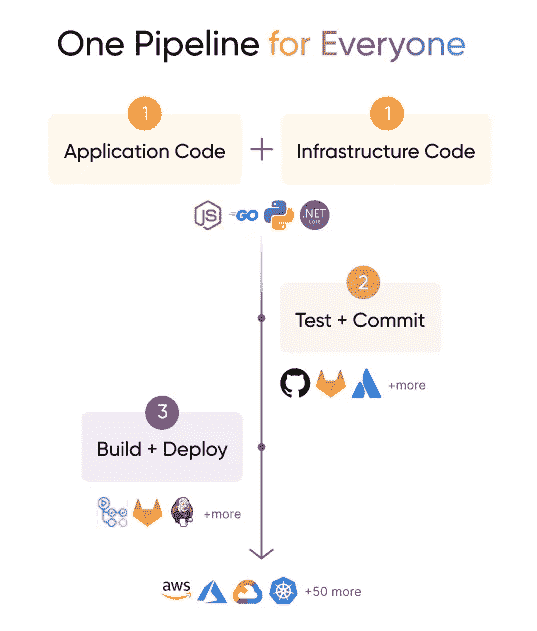 One Pipeline for Everyone
1
1
Application Code + Infrastructure Code
JS GO .NET
CORE
2
Test + Commit
+more
3
Build + Deploy
+more
aws +50 more